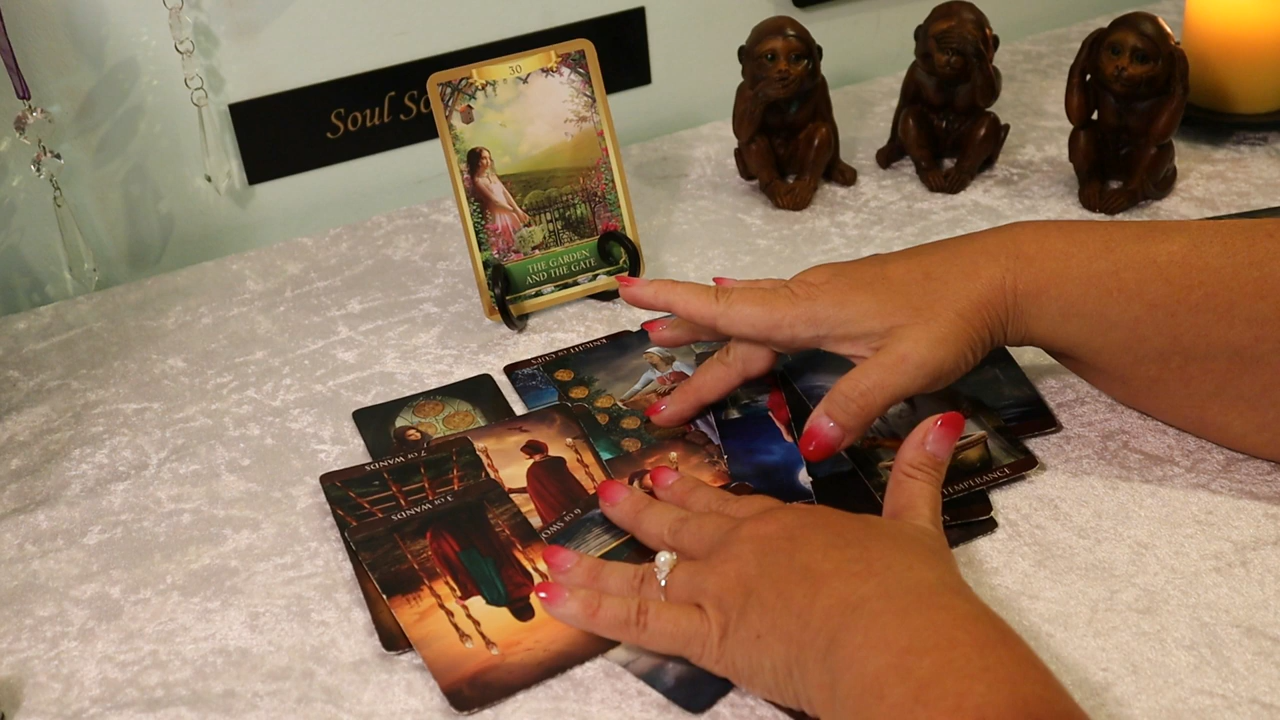 Soul So
30
THE GARDEN
AND THE GATE
KNIGHT OF CUPS
7 OF WANDS
3 OF WANDS
6 OF SWO
TEMPERANCE